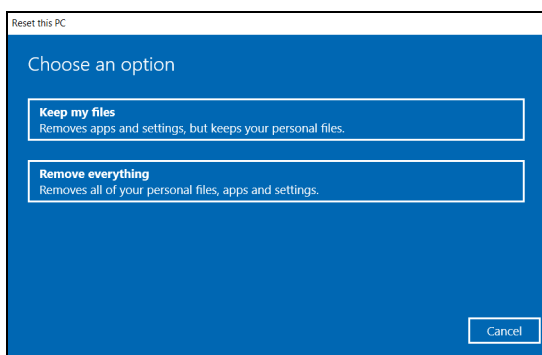 Reset this PC
Choose an option
Keep my files
Removes apps and settings, but keeps your personal files.
Remove everything
Removes all of your personal files, apps and settings.
Cancel